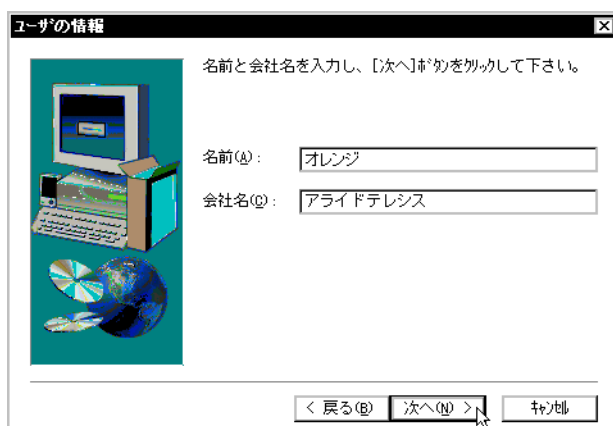 ﾕｰｻﾞの情報
名前と会社名を入力し、[次へ]ﾎﾞﾀﾝをｸﾘｯｸして下さい。
名前(A)： オレンジ
会社名(C)： アライドテレシス
< 戻る(B) 次へ(N) > ｷｬﾝｾﾙ